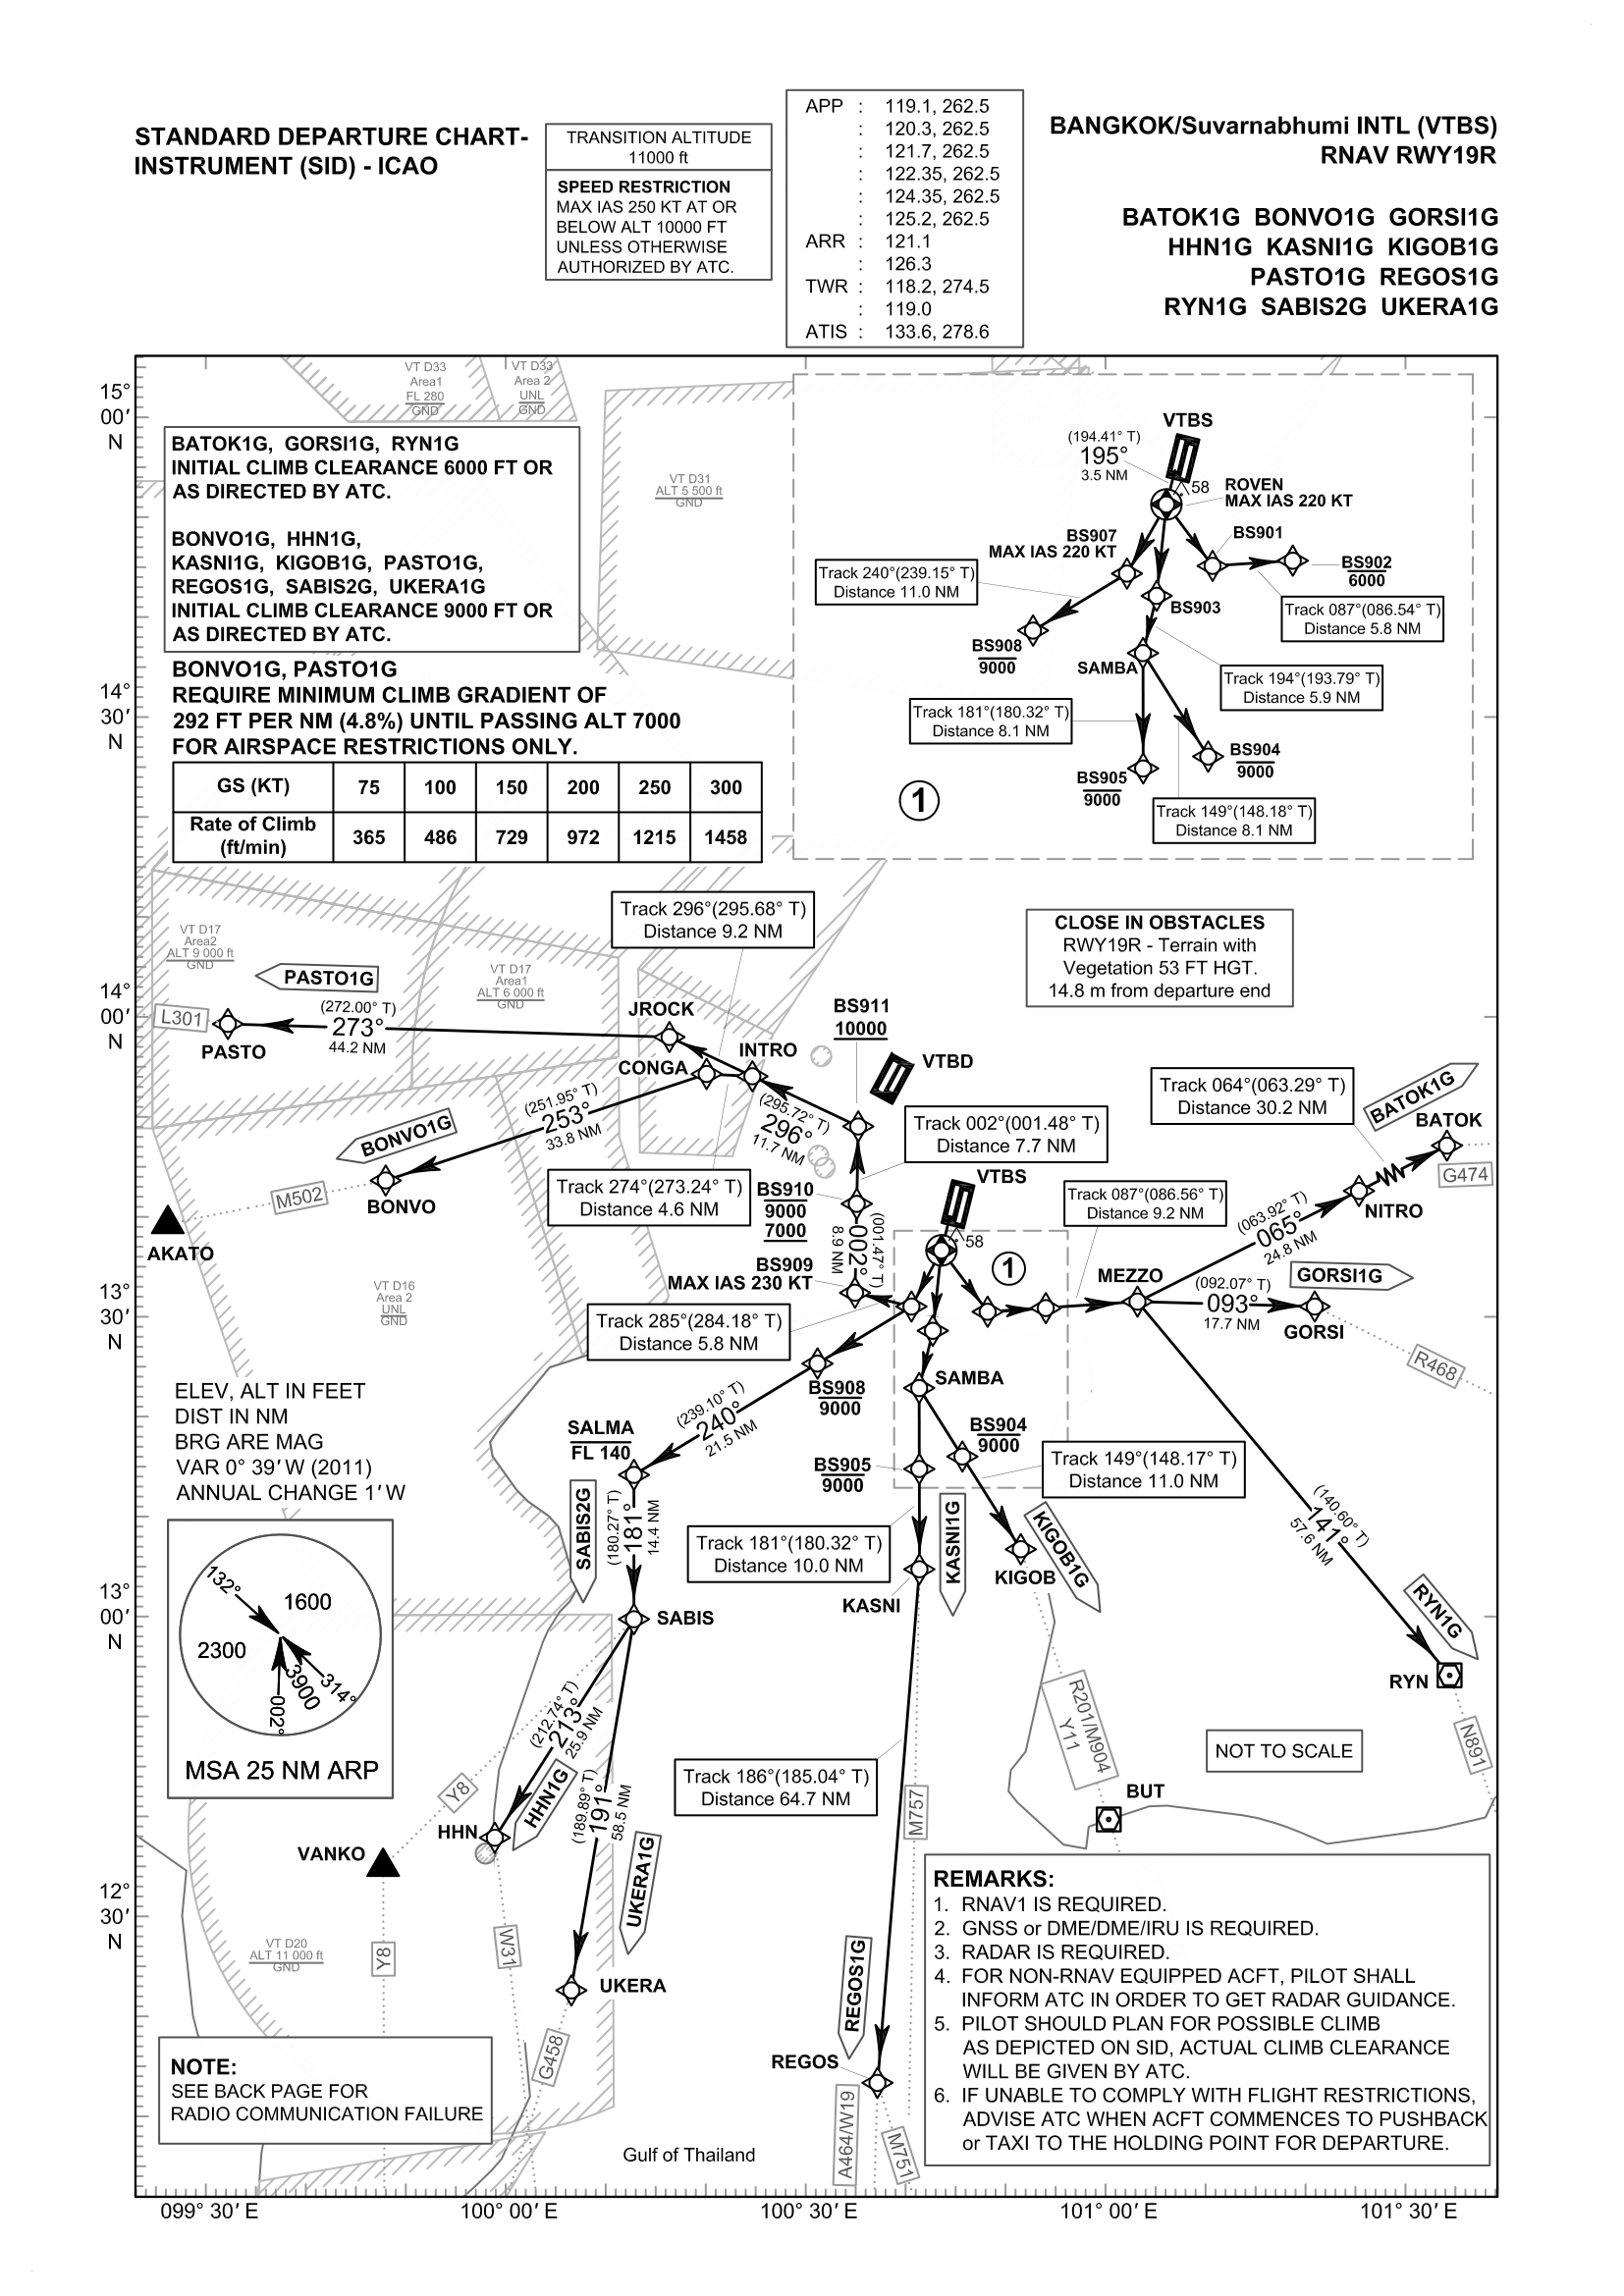 STANDARD DEPARTURE CHART-
INSTRUMENT (SID) - ICAO
TRANSITION ALTITUDE
11000 ft
SPEED RESTRICTION
MAX IAS 250 KT AT OR
BELOW ALT 10000 FT
UNLESS OTHERWISE
AUTHORIZED BY ATC.
APP : 119.1, 262.5
: 120.3, 262.5
: 121.7, 262.5
: 122.35, 262.5
: 124.35, 262.5
: 125.2, 262.5
ARR : 121.1
: 126.3
TWR : 118.2, 274.5
: 119.0
ATIS : 133.6, 278.6
BANGKOK/Suvarnabhumi INTL (VTBS)
RNAV RWY19R
BATOK1G BONVO1G GORSI1G
HHN1G KASNI1G KIGOB1G
PASTO1G REGOS1G
RYN1G SABIS2G UKERA1G
15°
00′
N
14°
30′
N
14°
00′
N
13°
30′
N
13°
00′
N
12°
30′
N
VT D33
Area1
FL 280
GND
VT D33
Area 2
UNL
GND
VT D31
ALT 5 500 ft
GND
BATOK1G, GORSI1G, RYN1G
INITIAL CLIMB CLEARANCE 6000 FT OR
AS DIRECTED BY ATC.
BONVO1G, HHN1G,
KASNI1G, KIGOB1G, PASTO1G,
REGOS1G, SABIS2G, UKERA1G
INITIAL CLIMB CLEARANCE 9000 FT OR
AS DIRECTED BY ATC.
BONVO1G, PASTO1G
REQUIRE MINIMUM CLIMB GRADIENT OF
292 FT PER NM (4.8%) UNTIL PASSING ALT 7000
FOR AIRSPACE RESTRICTIONS ONLY.
GS (KT) 75 100 150 200 250 300
Rate of Climb
(ft/min) 365 486 729 972 1215 1458
VTBS
(194.41° T)
195°
3.5 NM
58
ROVEN
MAX IAS 220 KT
BS907
MAX IAS 220 KT
BS901
BS902
6000
Track 240°(239.15° T)
Distance 11.0 NM
Track 087°(086.54° T)
Distance 5.8 NM
BS903
BS908
9000
SAMBA
Track 194°(193.79° T)
Distance 5.9 NM
Track 181°(180.32° T)
Distance 8.1 NM
BS904
9000
BS905
9000
1
Track 149°(148.18° T)
Distance 8.1 NM
Track 296°(295.68° T)
Distance 9.2 NM
CLOSE IN OBSTACLES
RWY19R - Terrain with
Vegetation 53 FT HGT.
14.8 m from departure end
VT D17
Area2
ALT 9 000 ft
GND
VT D17
Area1
ALT 6 000 ft
GND
PASTO1G
L301
(272.00° T)
273°
44.2 NM
PASTO
JROCK
INTRO
CONGA
BS911
10000
VTBD
(251.95° T)
253°
33.8 NM
(295.72° T)
296°
11.7 NM
Track 002°(001.48° T)
Distance 7.7 NM
BONVO1G
M502
BONVO
AKATO
Track 274°(273.24° T)
Distance 4.6 NM
BS910
9000
7000
(001.47° T)
002°
8.9 NM
VTBS
58
Track 087°(086.56° T)
Distance 9.2 NM
Track 064°(063.29° T)
Distance 30.2 NM
BATOK1G
BATOK
G474
NITRO
(063.92° T)
065°
24.8 NM
BS909
MAX IAS 230 KT
1
MEZZO
(092.07° T)
093°
17.7 NM
GORSI1G
GORSI
R468
VT D16
Area 2
UNL
GND
Track 285°(284.18° T)
Distance 5.8 NM
SAMBA
BS908
9000
BS904
9000
ELEV, ALT IN FEET
DIST IN NM
BRG ARE MAG
VAR 0° 39′ W (2011)
ANNUAL CHANGE 1′ W
(239.10° T)
240°
21.5 NM
SALMA
FL 140
BS905
9000
Track 149°(148.17° T)
Distance 11.0 NM
SABIS2G
(180.27° T)
181°
14.4 NM
Track 181°(180.32° T)
Distance 10.0 NM
KASNI1G
KIGOB1G
KIGOB
KASNI
(140.60° T)
141°
57.6 NM
RYN1G
RYN
132°
1600
2300
3900
314°
002°
MSA 25 NM ARP
SABIS
(212.74° T)
213°
25.9 NM
HHN1G
(189.89° T)
191°
58.5 NM
UKERA1G
Y8
HHN
VANKO
Track 186°(185.04° T)
Distance 64.7 NM
M757
R201/M904
Y11
NOT TO SCALE
N891
BUT
VT D20
ALT 11 000 ft
GND
Y8
W31
UKERA
G458
REGOS1G
REGOS
A464/W19
M751
Gulf of Thailand
NOTE:
SEE BACK PAGE FOR
RADIO COMMUNICATION FAILURE
REMARKS:
1. RNAV1 IS REQUIRED.
2. GNSS or DME/DME/IRU IS REQUIRED.
3. RADAR IS REQUIRED.
4. FOR NON-RNAV EQUIPPED ACFT, PILOT SHALL
INFORM ATC IN ORDER TO GET RADAR GUIDANCE.
5. PILOT SHOULD PLAN FOR POSSIBLE CLIMB
AS DEPICTED ON SID, ACTUAL CLIMB CLEARANCE
WILL BE GIVEN BY ATC.
6. IF UNABLE TO COMPLY WITH FLIGHT RESTRICTIONS,
ADVISE ATC WHEN ACFT COMMENCES TO PUSHBACK
or TAXI TO THE HOLDING POINT FOR DEPARTURE.
099° 30′ E
100° 00′ E
100° 30′ E
101° 00′ E
101° 30′ E